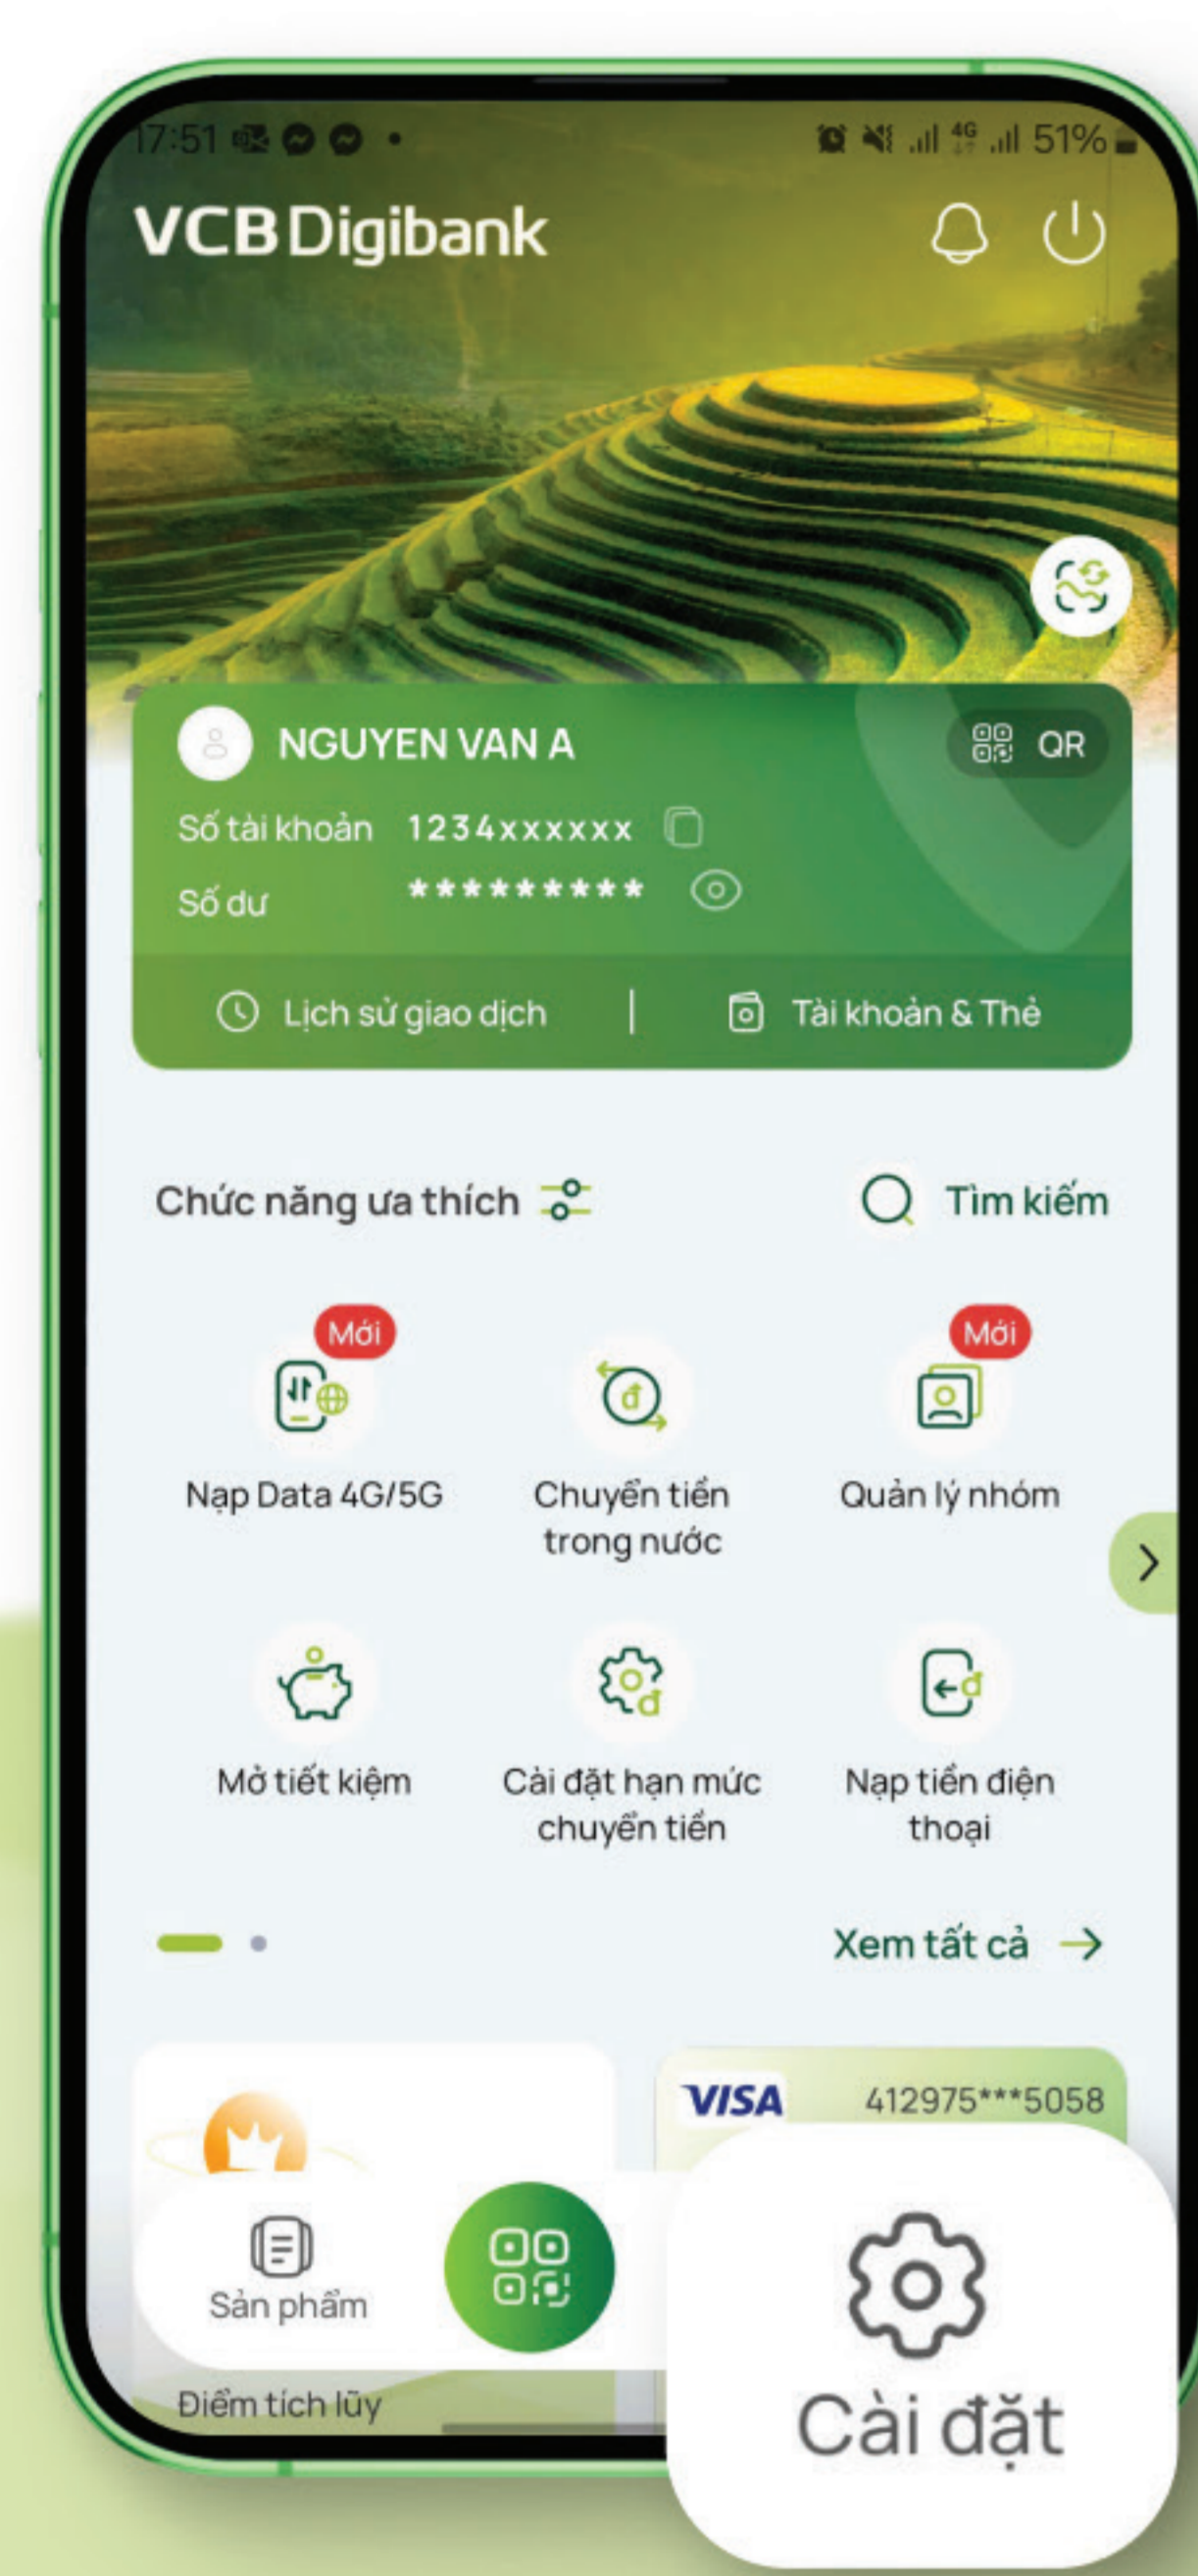 17:51
4G
51%
VCB Digibank
NGUYEN VAN A
QR
Số tài khoản 1234xxxxxx
Số dư *********
Lịch sử giao dịch | Tài khoản & Thẻ
Chức năng ưa thích
Tìm kiếm
Mới
Mới
Nạp Data 4G/5G
Chuyển tiền
trong nước
Quản lý nhóm
Mở tiết kiệm
Cài đặt hạn mức
chuyển tiền
Nạp tiền điện
thoại
Xem tất cả
VISA
412975***5058
Sản phẩm
Cài đặt
Điểm tích lũy